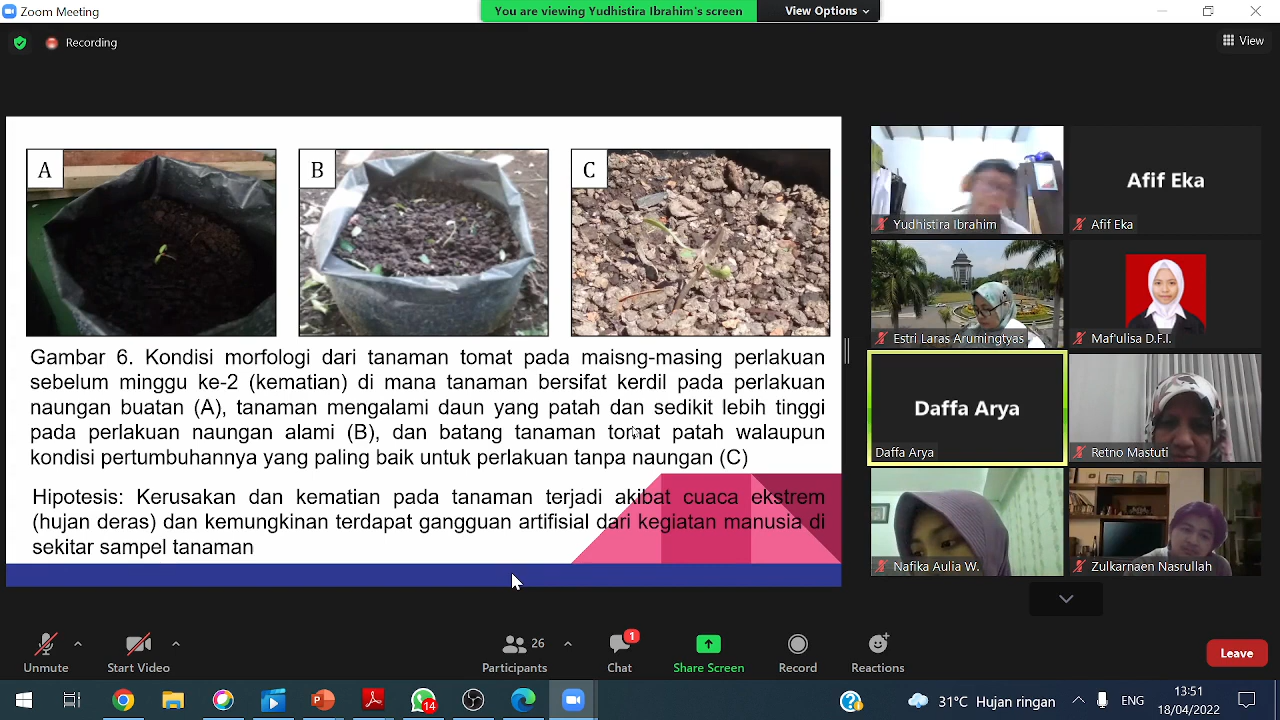 Zoom Meeting
You are viewing Yudhistira Ibrahim's screen
View Options
Recording
View
A
B
C
Gambar 6. Kondisi morfologi dari tanaman tomat pada maisng-masing perlakuan
sebelum minggu ke-2 (kematian) di mana tanaman bersifat kerdil pada perlakuan
naungan buatan (A), tanaman mengalami daun yang patah dan sedikit lebih tinggi
pada perlakuan naungan alami (B), dan batang tanaman tomat patah walaupun
kondisi pertumbuhannya yang paling baik untuk perlakuan tanpa naungan (C)
Hipotesis: Kerusakan dan kematian pada tanaman terjadi akibat cuaca ekstrem
(hujan deras) dan kemungkinan terdapat gangguan artifisial dari kegiatan manusia di
sekitar sampel tanaman
Yudhistira Ibrahim
Afif Eka
Afif Eka
Estri Laras Arumingtyas
Maf'ulisa D.F.I.
Daffa Arya
Daffa Arya
Retno Mastuti
Nafika Aulia W.
Zulkarnaen Nasrullah
Unmute
Start Video
26
Participants
1
Chat
Share Screen
Record
Reactions
Leave
14
31°C Hujan ringan
ENG
13:51
18/04/2022